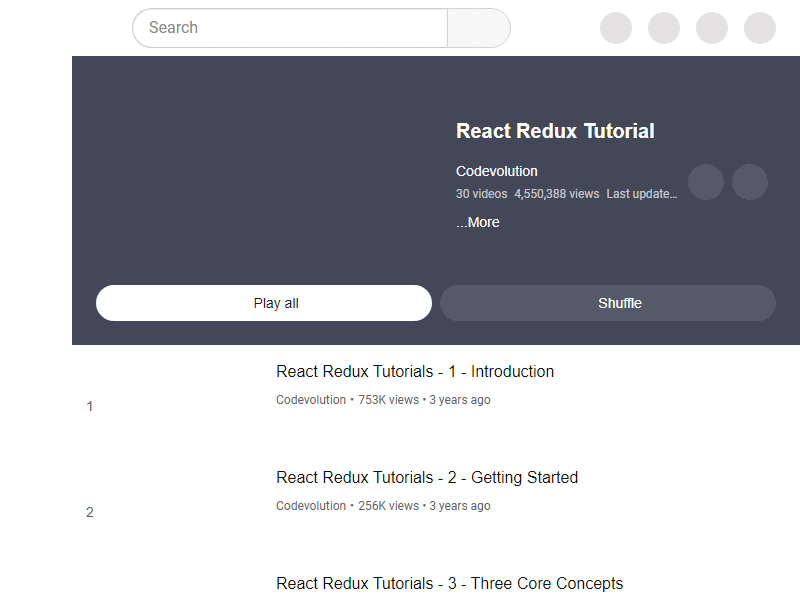 Search
React Redux Tutorial
Codevolution
30 videos 4,550,388 views Last update...
...More
Play all
Shuffle
React Redux Tutorials - 1 - Introduction
Codevolution • 753K views • 3 years ago
1
React Redux Tutorials - 2 - Getting Started
Codevolution • 256K views • 3 years ago
2
React Redux Tutorials - 3 - Three Core Concepts